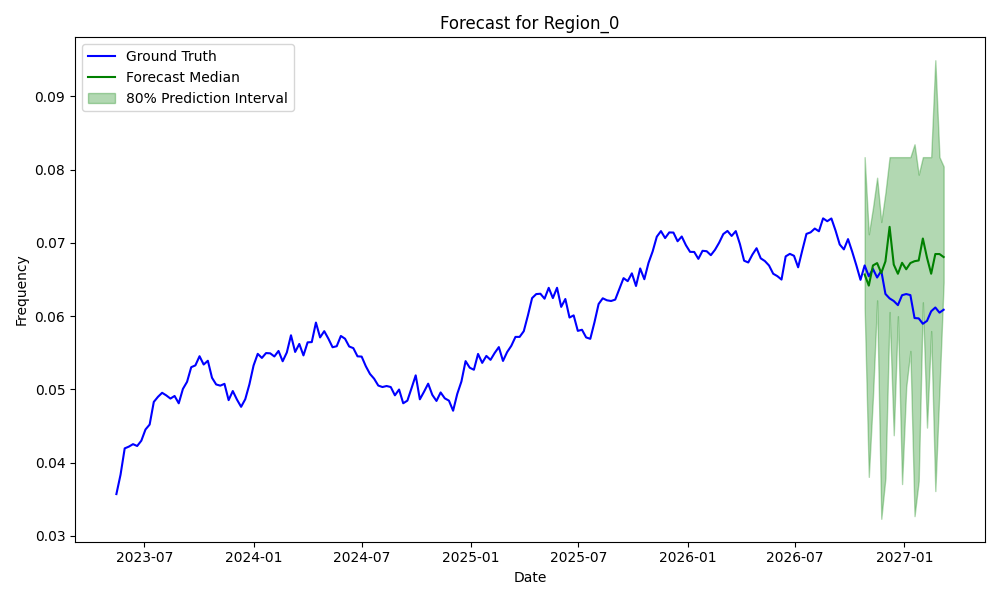 Forecast for Region_0
Ground Truth
Forecast Median
80% Prediction Interval
Frequency
0.09
0.08
0.07
0.06
0.05
0.04
0.03
2023-07
2024-01
2024-07
2025-01
2025-07
2026-01
2026-07
2027-01
Date